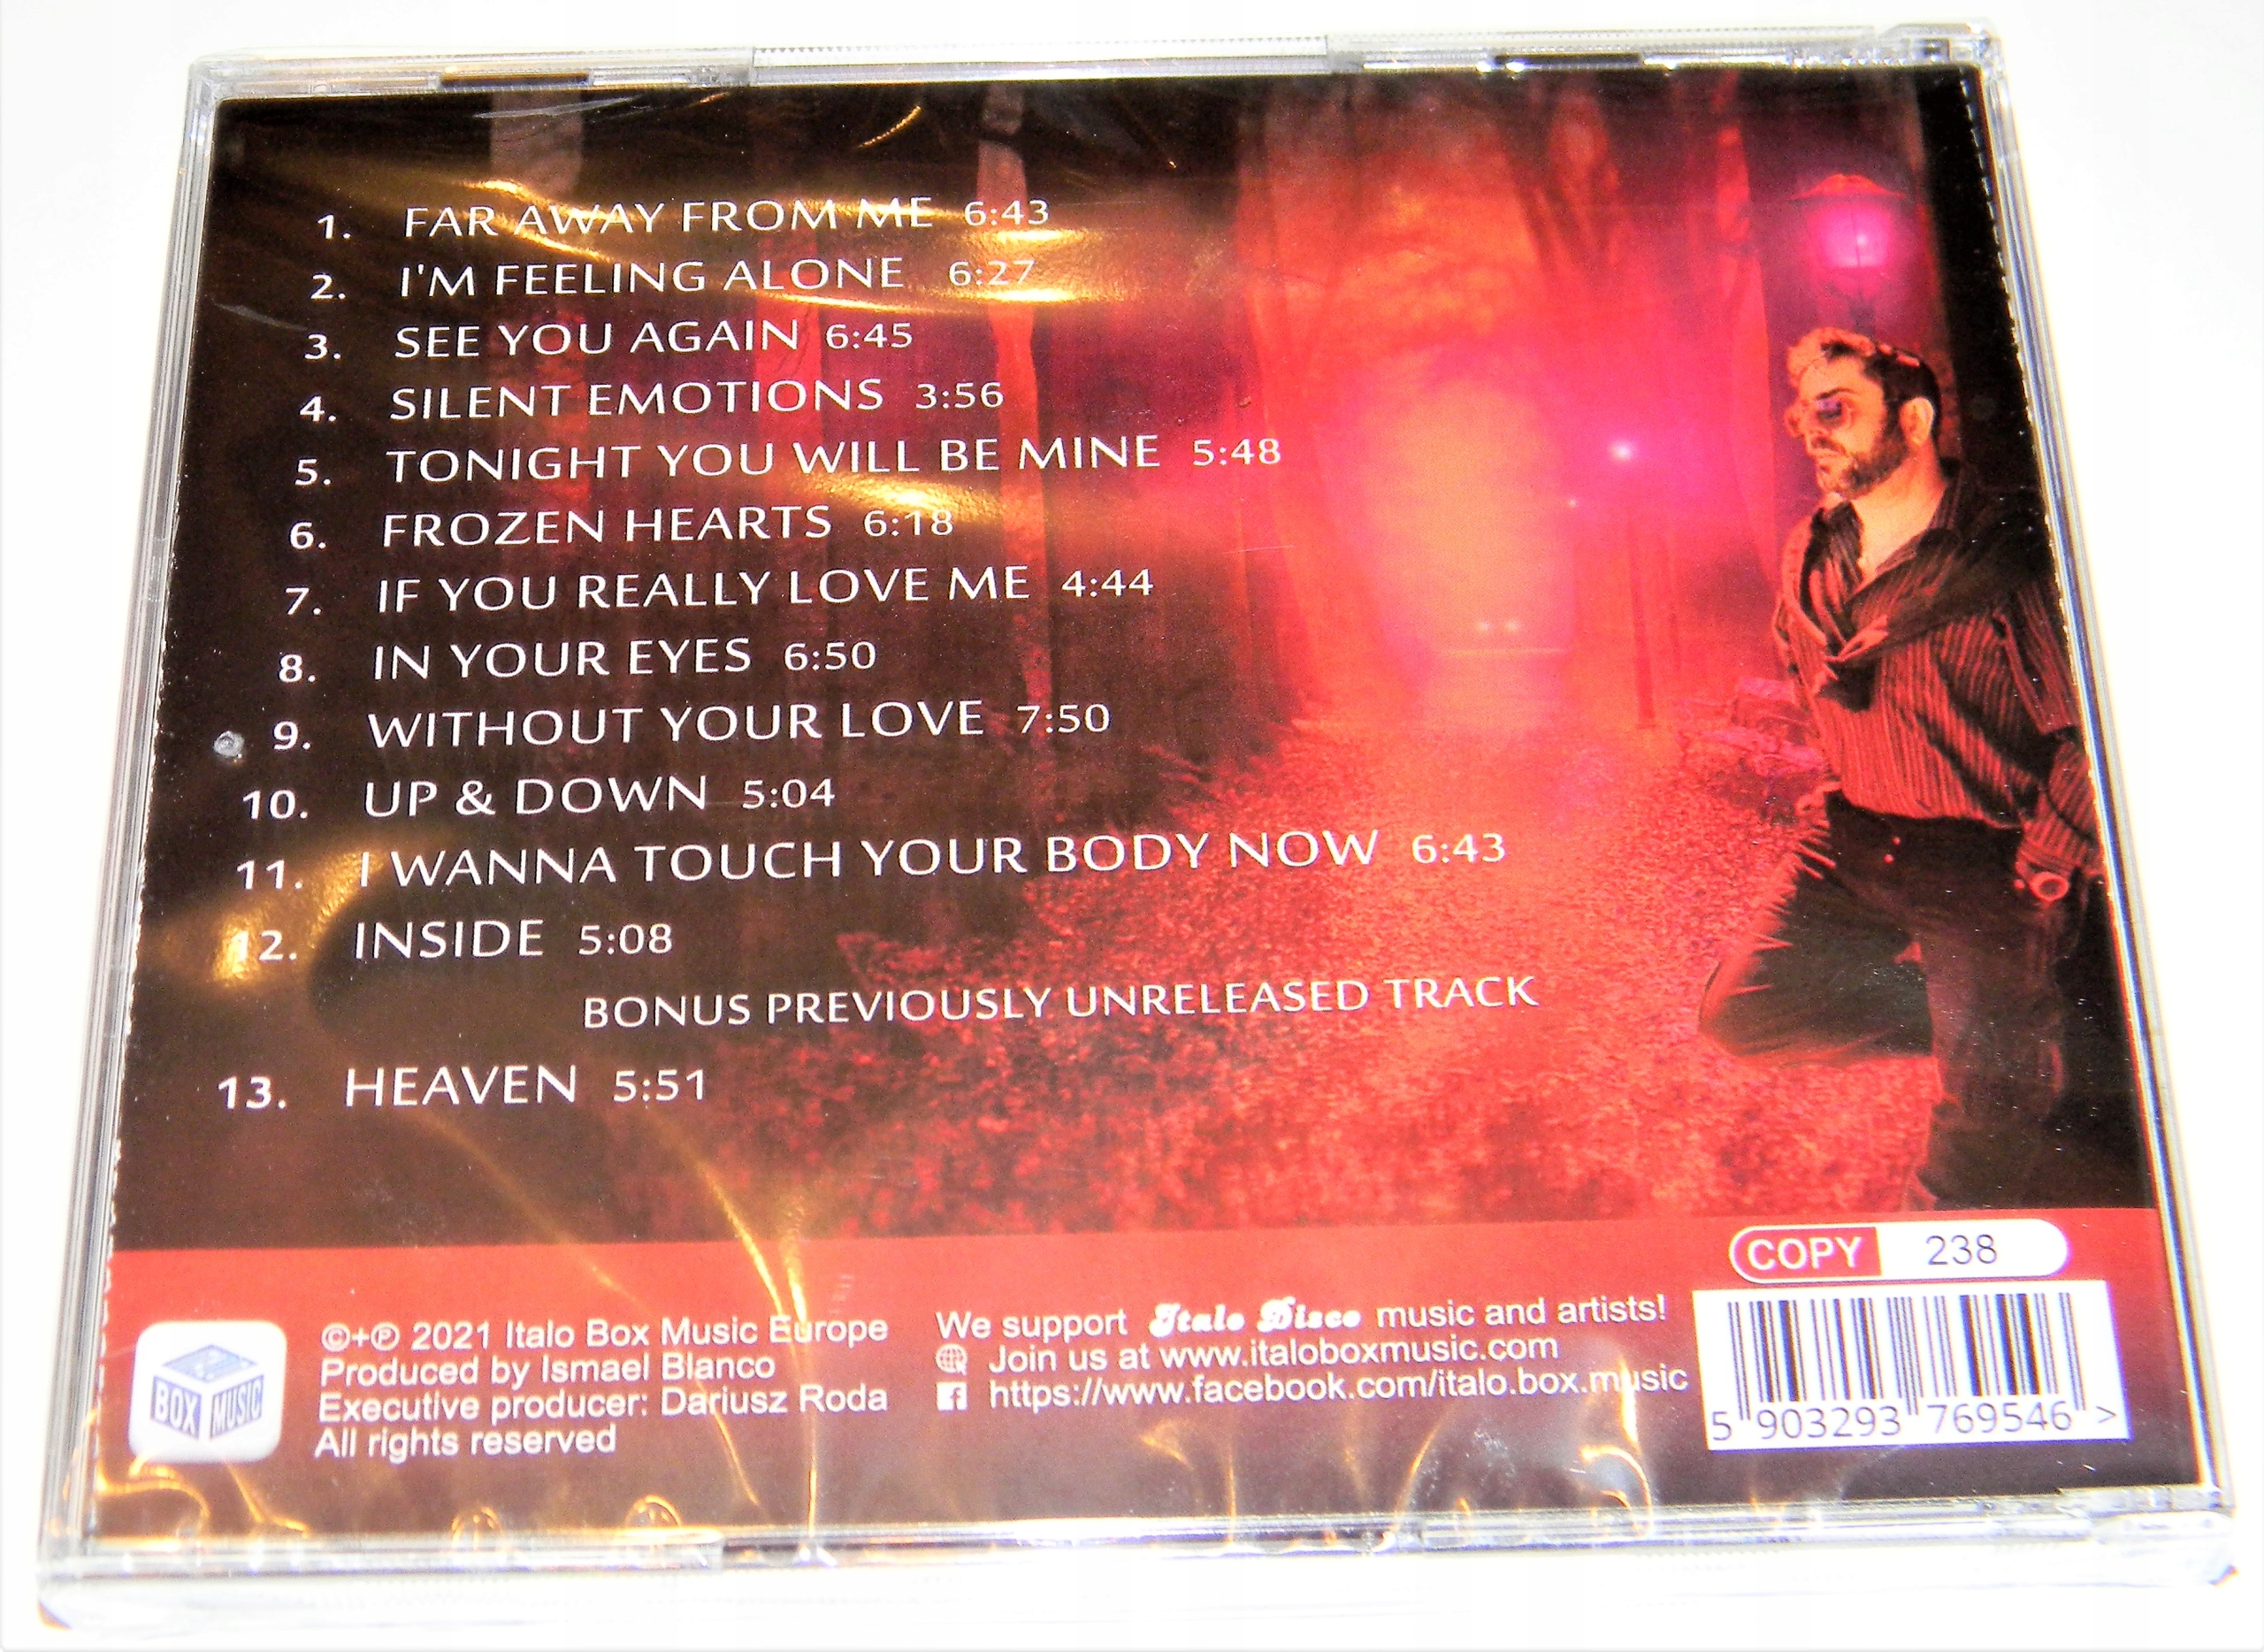 1. FAR AWAY FROM ME 6:43
2. I'M FEELING ALONE 6:27
3. SEE YOU AGAIN 6:45
4. SILENT EMOTIONS 3:56
5. TONIGHT YOU WILL BE MINE 5:48
6. FROZEN HEARTS 6:18
7. IF YOU REALLY LOVE ME 4:44
8. IN YOUR EYES 6:50
9. WITHOUT YOUR LOVE 7:50
10. UP & DOWN 5:04
11. I WANNA TOUCH YOUR BODY NOW 6:43
12. INSIDE 5:08
BONUS PREVIOUSLY UNRELEASED TRACK
13. HEAVEN 5:51
BOX MUSIC
©+℗ 2021 Italo Box Music Europe
Produced by Ismael Blanco
Executive producer: Dariusz Roda
All rights reserved
We support Italo Disco music and artists!
Join us at www.italoboxmusic.com
https://www.facebook.com/italo.box.music
COPY 238
5 903293 769546 >